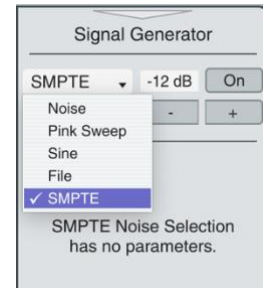 Signal Generator
SMPTE -12 dB On
Noise
Pink Sweep
Sine
File
✓ SMPTE
- +
SMPTE Noise Selection
has no parameters.